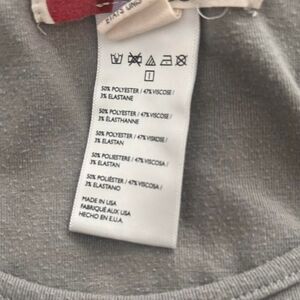 ETATS UNIS
50% POLYESTER / 47% VISCOSE /
3% ELASTANE
50% POLYESTER / 47% VISCOSE /
3% ELASTHANNE
50% POLYESTER / 47% VISKOSE /
3% ELASTAN
50% POLIESTERE / 47% VISCOSA /
3% ELASTAN
50% POLIÉSTER / 47% VISCOSA /
3% ELASTANO
MADE IN USA
FABRIQUÉ AUX USA
HECHO EN E.U.A.